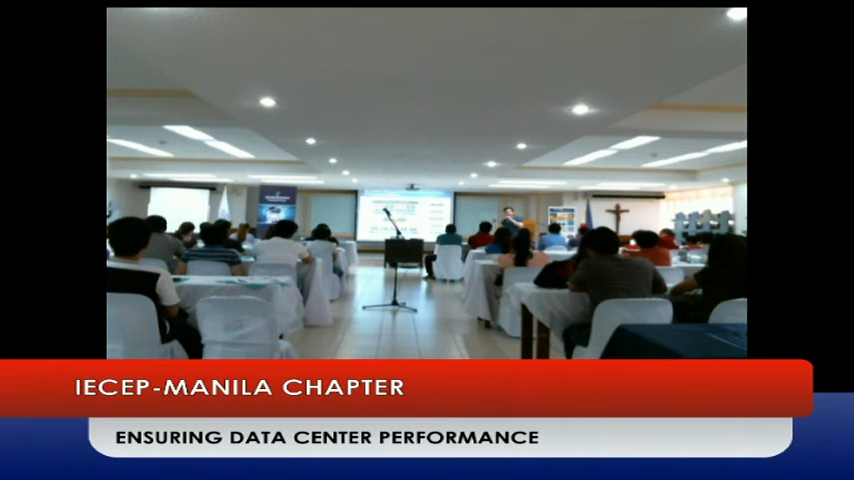 IECEP-MANILA CHAPTER
ENSURING DATA CENTER PERFORMANCE